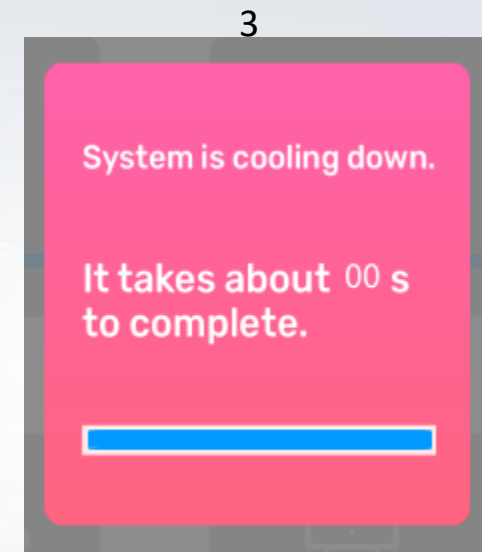 3
System is cooling down.
It takes about 00 s
to complete.